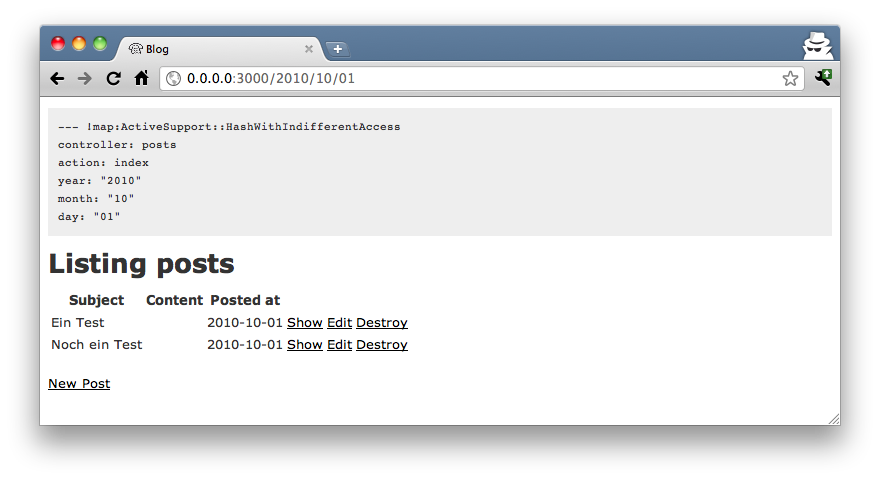 Blog
0.0.0.0:3000/2010/10/01
--- !map:ActiveSupport::HashWithIndifferentAccess
controller: posts
action: index
year: "2010"
month: "10"
day: "01"
Listing posts
Subject Content Posted at
Ein Test 2010-10-01 Show Edit Destroy
Noch ein Test 2010-10-01 Show Edit Destroy
New Post